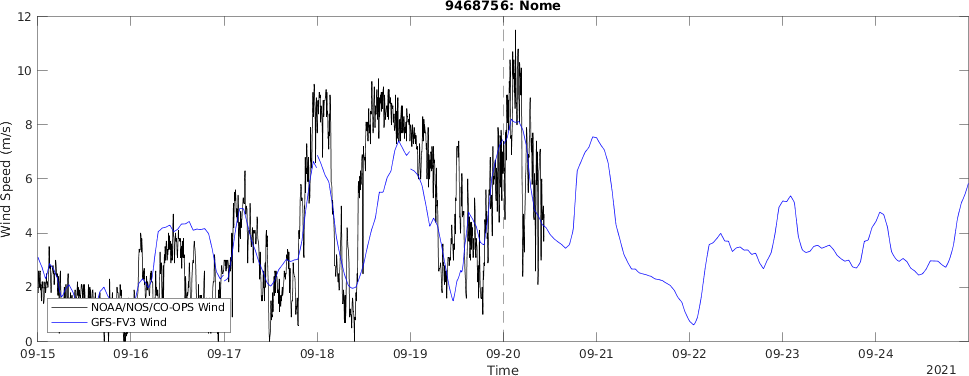 9468756: Nome
12
10
8
6
4
2
0
Wind Speed (m/s)
NOAA/NOS/CO-OPS Wind
GFS-FV3 Wind
09-15 09-16 09-17 09-18 09-19 09-20 09-21 09-22 09-23 09-24
Time
2021